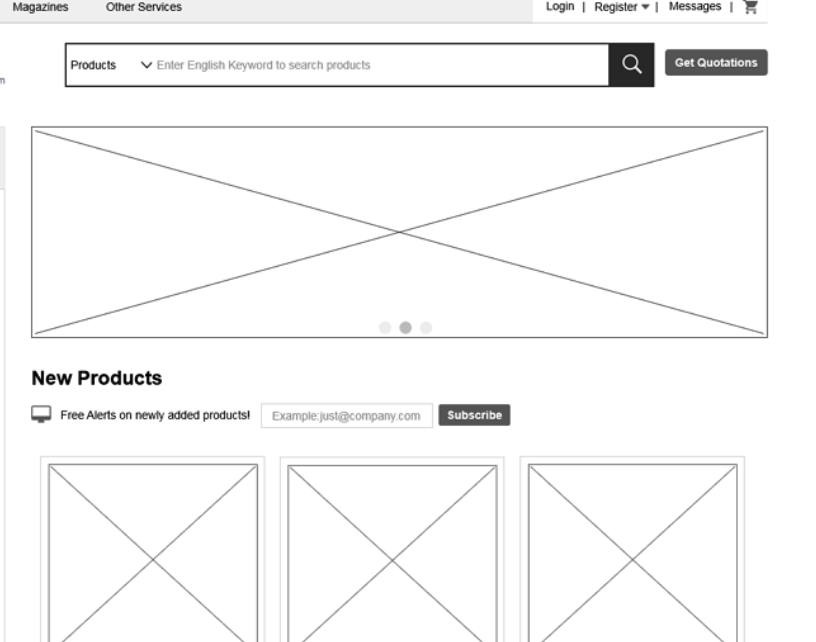 Magazines Other Services Login | Register | Messages |
Products Enter English Keyword to search products Get Quotations
New Products
Free Alerts on newly added products! Example:just@company.com Subscribe